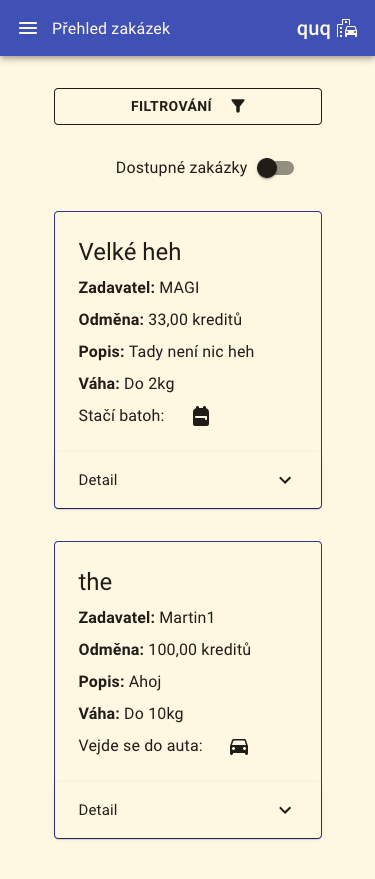 Přehled zakázek
quq
FILTROVÁNÍ
Dostupné zakázky
Velké heh
Zadavatel: MAGI
Odměna: 33,00 kreditů
Popis: Tady není nic heh
Váha: Do 2kg
Stačí batoh:
Detail
the
Zadavatel: Martin1
Odměna: 100,00 kreditů
Popis: Ahoj
Váha: Do 10kg
Vejde se do auta:
Detail